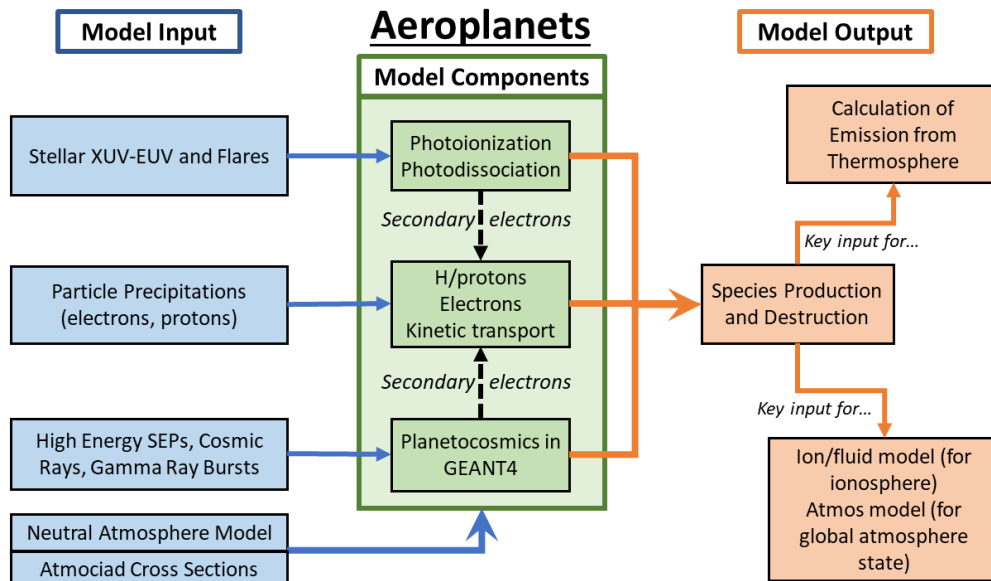 Aeroplanets
Model Input
Model Output
Model Components
Stellar XUV-EUV and Flares
Photoionization
Photodissociation
Calculation of
Emission from
Thermosphere
Secondary electrons
Key input for...
Particle Precipitations
(electrons, protons)
H/protons
Electrons
Kinetic transport
Species Production
and Destruction
Secondary electrons
Key input for...
High Energy SEPs, Cosmic
Rays, Gamma Ray Bursts
Planetocosmics in
GEANT4
Ion/fluid model (for
ionosphere)
Atmos model (for
global atmosphere
state)
Neutral Atmosphere Model
Atmociad Cross Sections